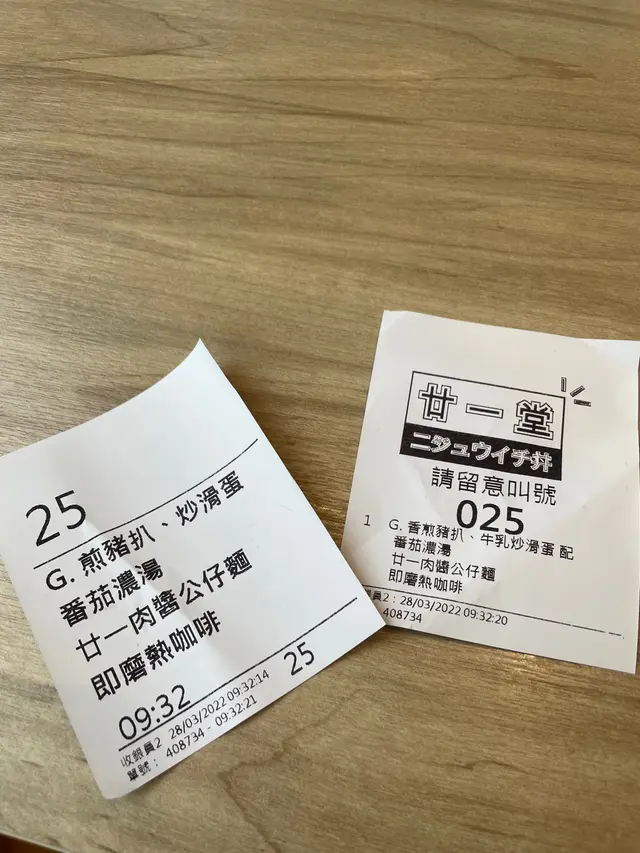 25
G. 煎豬扒、炒滑蛋
番茄濃湯
廿一肉醬公仔麵
即磨熱咖啡
09:32
25
收銀員2 28/03/2022 09:32:14
單號： 408734 - 09:32:21
廿一堂
ニジュウイチ丼
請留意叫號
025
1 G. 香煎豬扒、牛乳炒滑蛋 配
番茄濃湯
廿一肉醬公仔麵
即磨熱咖啡
員2：28/03/2022 09:32:20
408734